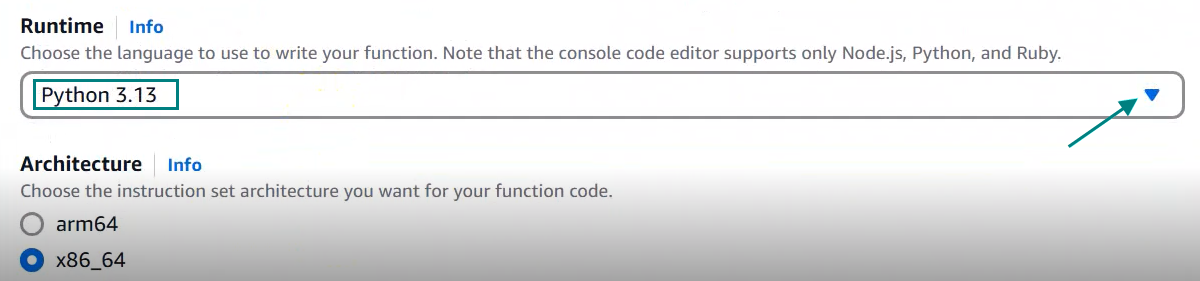 Runtime Info
Choose the language to use to write your function. Note that the console code editor supports only Node.js, Python, and Ruby.
Python 3.13
Architecture Info
Choose the instruction set architecture you want for your function code.
arm64
x86_64